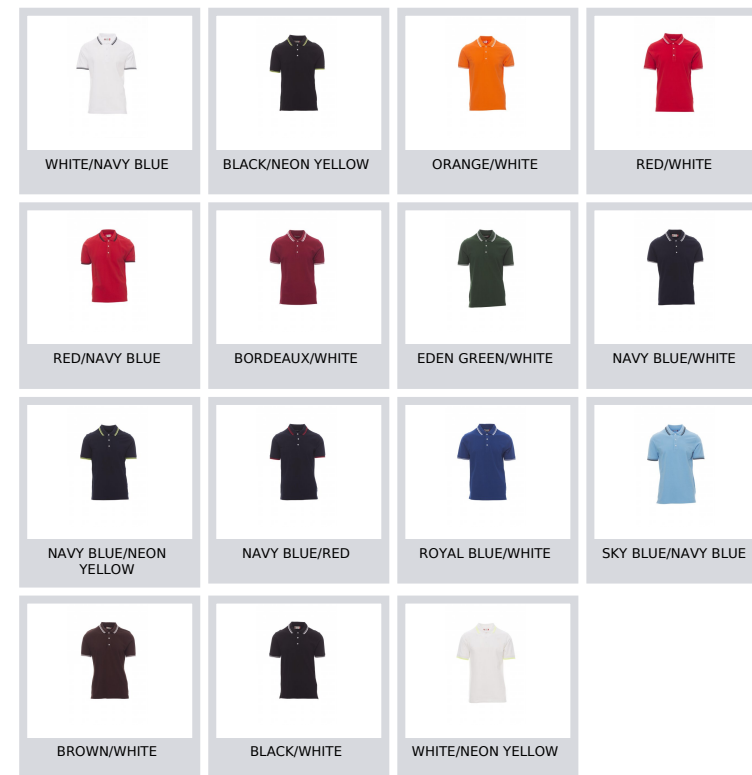 WHITE/NAVY BLUE
BLACK/NEON YELLOW
ORANGE/WHITE
RED/WHITE
RED/NAVY BLUE
BORDEAUX/WHITE
EDEN GREEN/WHITE
NAVY BLUE/WHITE
NAVY BLUE/NEON
YELLOW
NAVY BLUE/RED
ROYAL BLUE/WHITE
SKY BLUE/NAVY BLUE
BROWN/WHITE
BLACK/WHITE
WHITE/NEON YELLOW